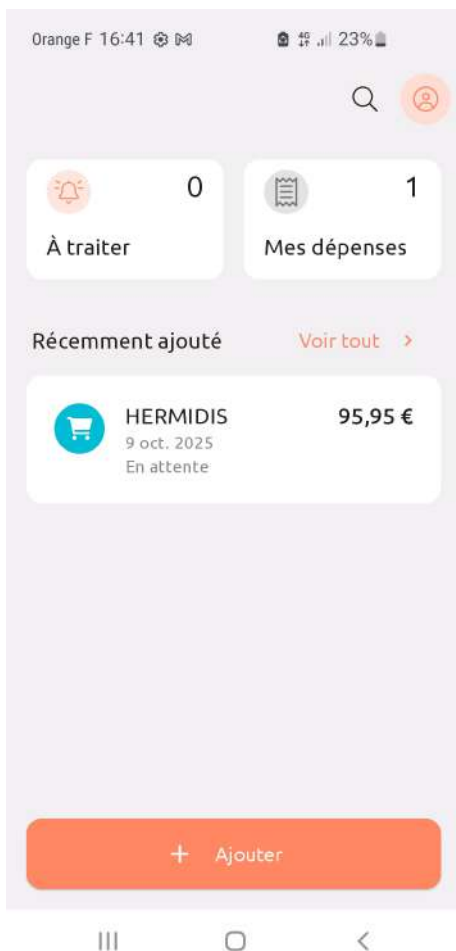 Orange F 16:41 4G 23%
0
À traiter
1
Mes dépenses
Récemment ajouté Voir tout >
HERMIDIS 95,95 €
9 oct. 2025
En attente
+ Ajouter